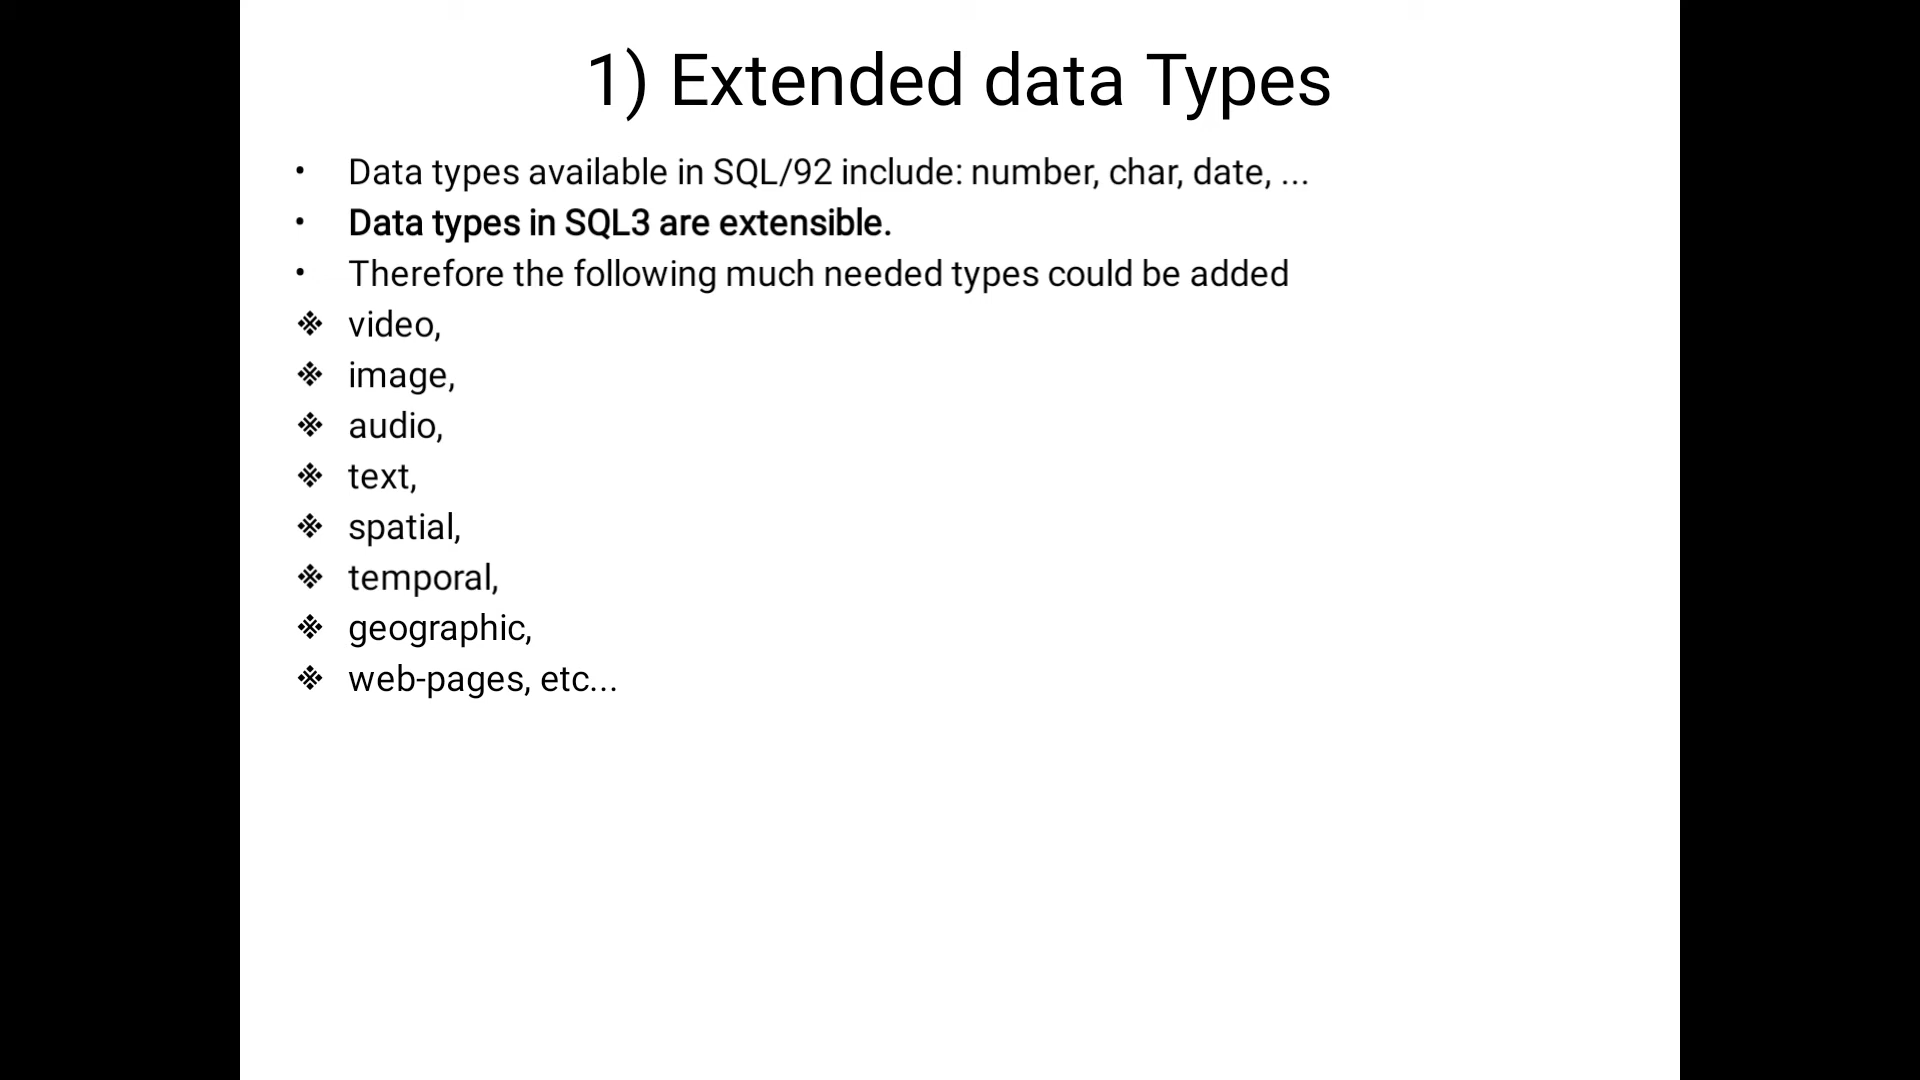 1) Extended data Types
• Data types available in SQL/92 include: number, char, date, ...
• Data types in SQL3 are extensible.
• Therefore the following much needed types could be added
❖ video,
❖ image,
❖ audio,
❖ text,
❖ spatial,
❖ temporal,
❖ geographic,
❖ web-pages, etc...